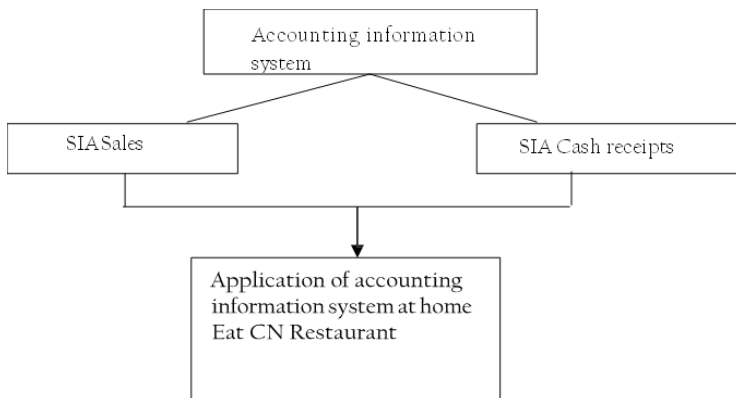 Accounting information
system
SIA Sales
SIA Cash receipts
Application of accounting
information system at home
Eat CN Restaurant